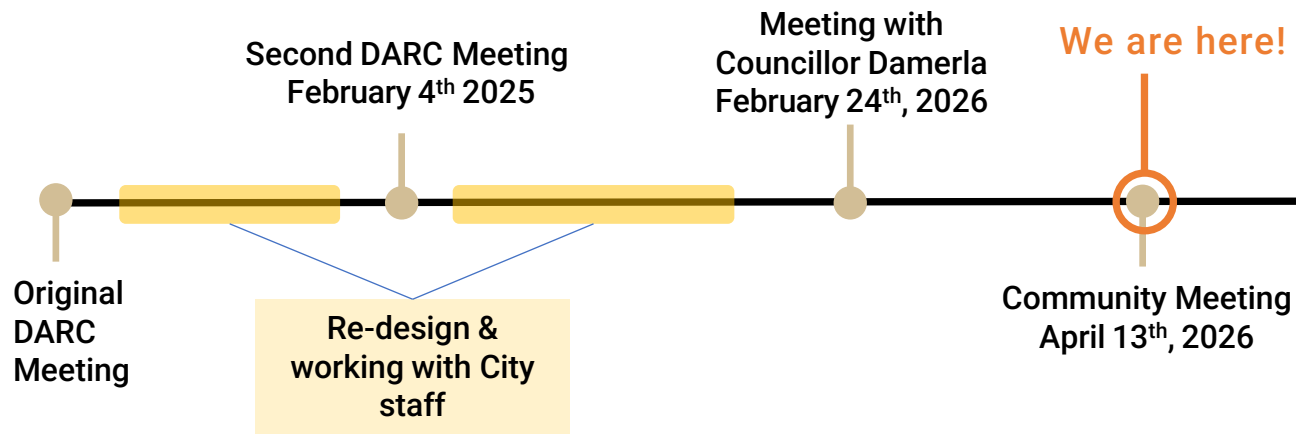 Second DARC Meeting
February 4th 2025
Meeting with
Councillor Damerla
February 24th, 2026
We are here!
Original
DARC
Meeting
Re-design &
working with City
staff
Community Meeting
April 13th, 2026